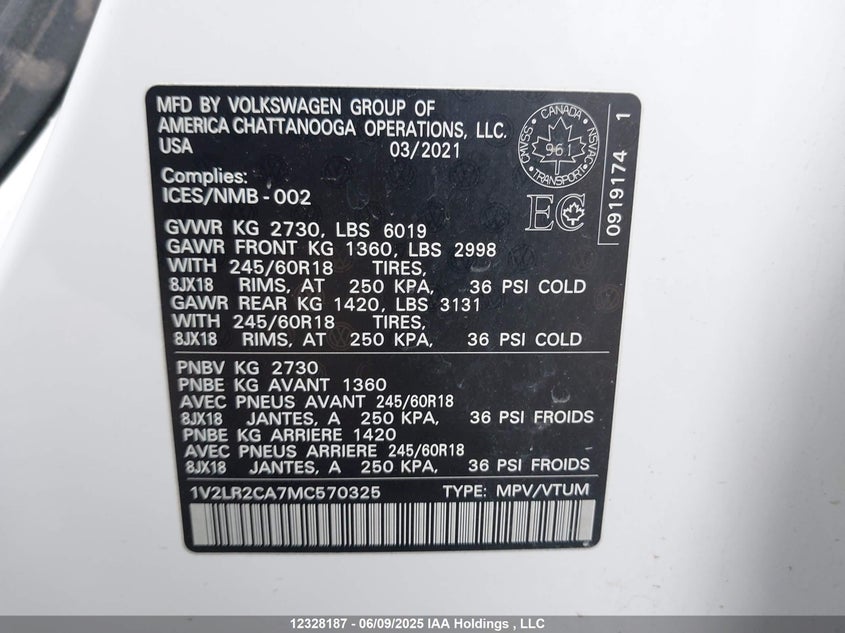 MFD BY VOLKSWAGEN GROUP OF
AMERICA CHATTANOOGA OPERATIONS, LLC.
USA 03/2021
CMVSS · CANADA · NSVAC
961
TRANSPORT
Complies:
ICES/NMB - 002
EC
0919174 1
GVWR KG 2730, LBS 6019
GAWR FRONT KG 1360, LBS 2998
WITH 245/60R18 TIRES,
8JX18 RIMS, AT 250 KPA, 36 PSI COLD
GAWR REAR KG 1420, LBS 3131
WITH 245/60R18 TIRES,
8JX18 RIMS, AT 250 KPA, 36 PSI COLD
PNBV KG 2730
PNBE KG AVANT 1360
AVEC PNEUS AVANT 245/60R18
8JX18 JANTES, A 250 KPA, 36 PSI FROIDS
PNBE KG ARRIERE 1420
AVEC PNEUS ARRIERE 245/60R18
8JX18 JANTES, A 250 KPA, 36 PSI FROIDS
1V2LR2CA7MC570325 TYPE: MPV/VTUM
12328187 - 06/09/2025 IAA Holdings , LLC